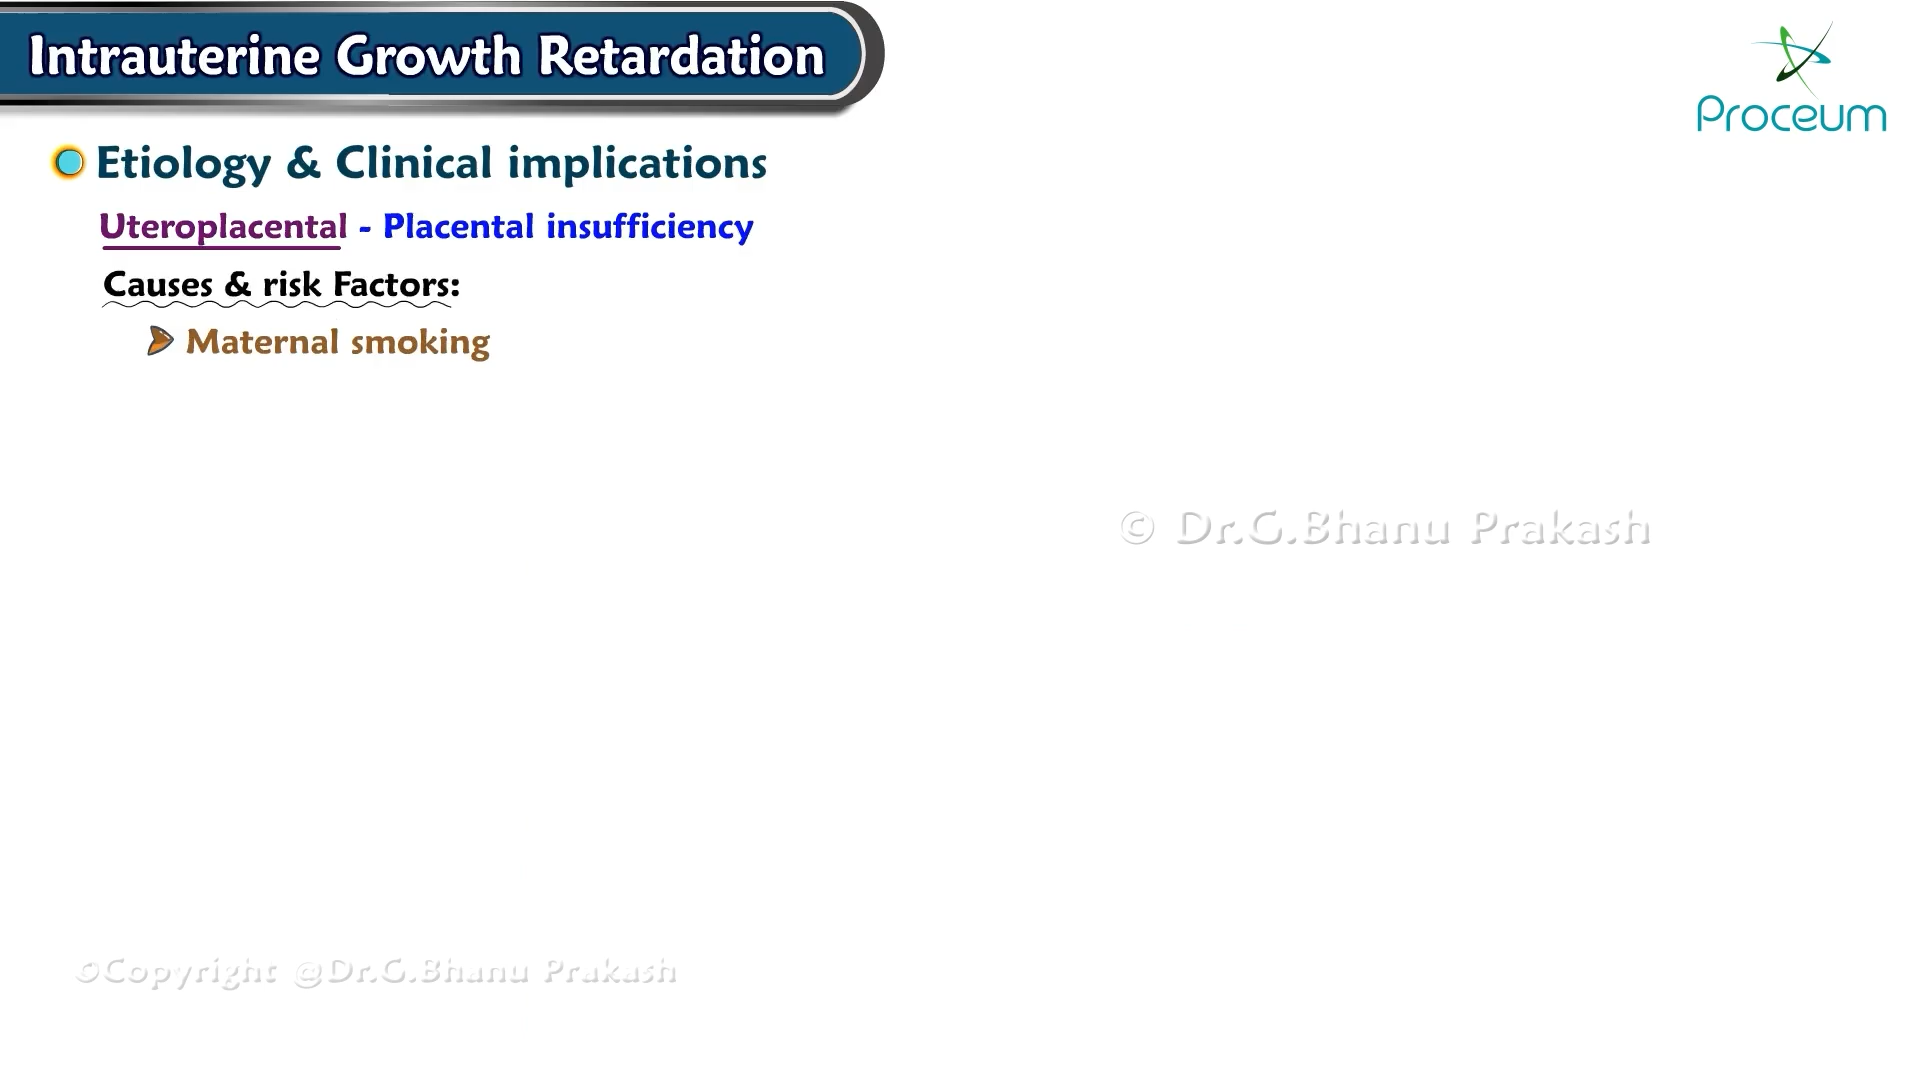 Intrauterine Growth Retardation
Proceum
Etiology & Clinical implications
Uteroplacental - Placental insufficiency
Causes & risk Factors:
Maternal smoking
© Dr.G.Bhanu Prakash
©Copyright @Dr.G.Bhanu Prakash